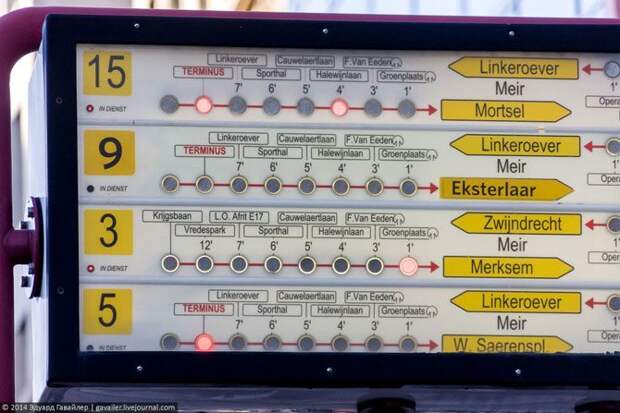 15
IN DIENST
Linkeroever Cauwelaertlaan F.Van Eeden
TERMINUS Sporthal Halewijnlaan Groenplaats
7' 6' 5' 4' 3' 1'
Linkeroever 1'
Meir
Mortsel
9
IN DIENST
Linkeroever Cauwelaertlaan F.Van Eeden
TERMINUS Sporthal Halewijnlaan Groenplaats
7' 6' 5' 4' 3' 1'
Linkeroever
Meir
Eksterlaar
3
IN DIENST
Krijgsbaan L.O. Afrit E17 Cauwelaertlaan F.Van Eeden
Vredespark Sporthal Halewijnlaan Groenplaats
12' 7' 6' 5' 4' 3' 1'
Zwijndrecht
Meir
Merksem
5
IN DIENST
Linkeroever Cauwelaertlaan F.Van Eeden
TERMINUS Sporthal Halewijnlaan Groenplaats
7' 6' 5' 4' 3' 1'
Linkeroever
Meir
W. Saerenspl.
© 2014 Эдуард Гавайлер | gavailer.livejournal.com